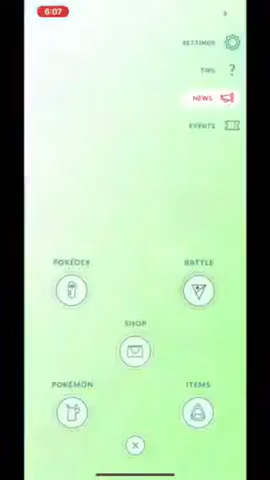 6:07
SETTINGS
TIPS
NEWS
EVENTS
POKÉDEX
BATTLE
SHOP
POKÉMON
ITEMS